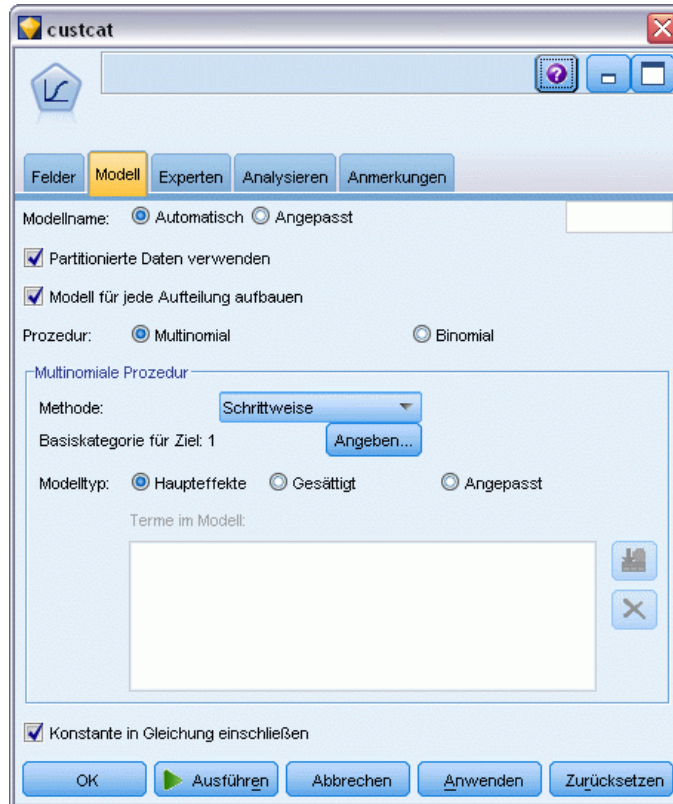 custcat
?
Felder Modell Experten Analysieren Anmerkungen
Modellname: Automatisch Angepasst
Partitionierte Daten verwenden
Modell für jede Aufteilung aufbauen
Prozedur: Multinomial Binomial
Multinomiale Prozedur
Methode: Schrittweise
Basiskategorie für Ziel: 1 Angeben...
Modelltyp: Haupteffekte Gesättigt Angepasst
Terme im Modell:
Konstante in Gleichung einschließen
OK Ausführen Abbrechen Anwenden Zurücksetzen